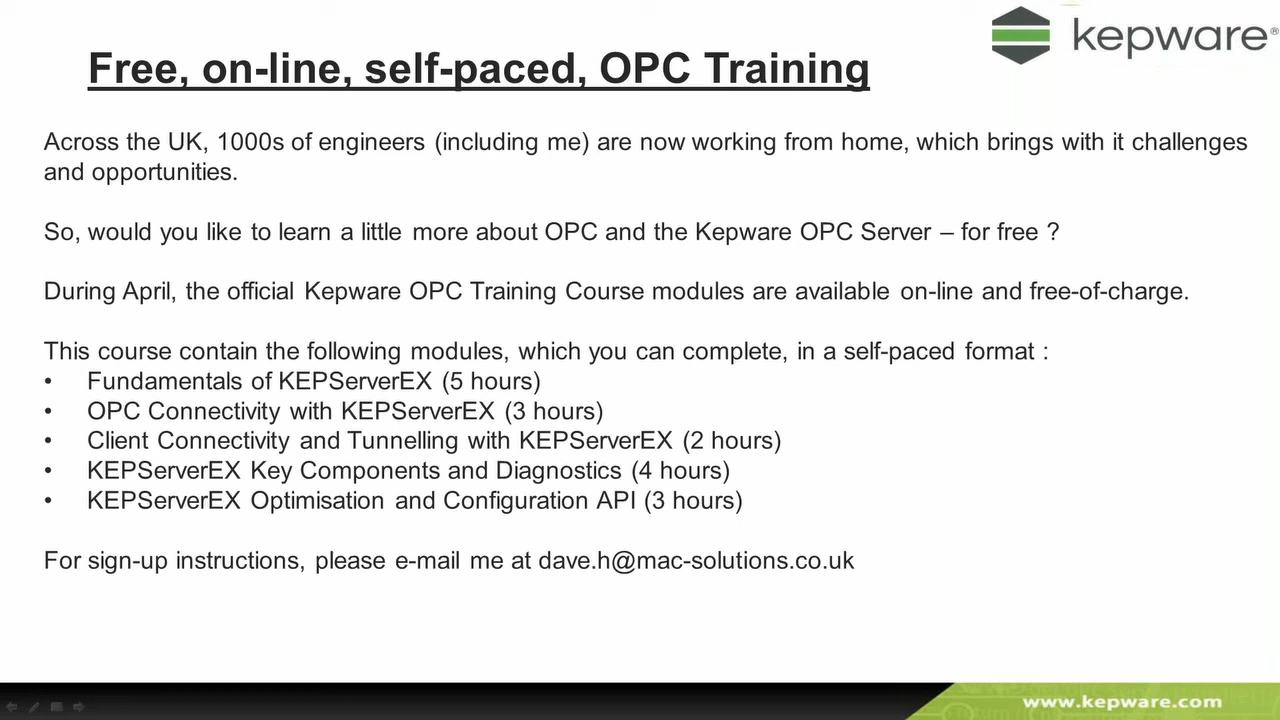 kepware®
Free, on-line, self-paced, OPC Training
Across the UK, 1000s of engineers (including me) are now working from home, which brings with it challenges
and opportunities.
So, would you like to learn a little more about OPC and the Kepware OPC Server – for free ?
During April, the official Kepware OPC Training Course modules are available on-line and free-of-charge.
This course contain the following modules, which you can complete, in a self-paced format :
• Fundamentals of KEPServerEX (5 hours)
• OPC Connectivity with KEPServerEX (3 hours)
• Client Connectivity and Tunnelling with KEPServerEX (2 hours)
• KEPServerEX Key Components and Diagnostics (4 hours)
• KEPServerEX Optimisation and Configuration API (3 hours)
For sign-up instructions, please e-mail me at dave.h@mac-solutions.co.uk
www.kepware.com